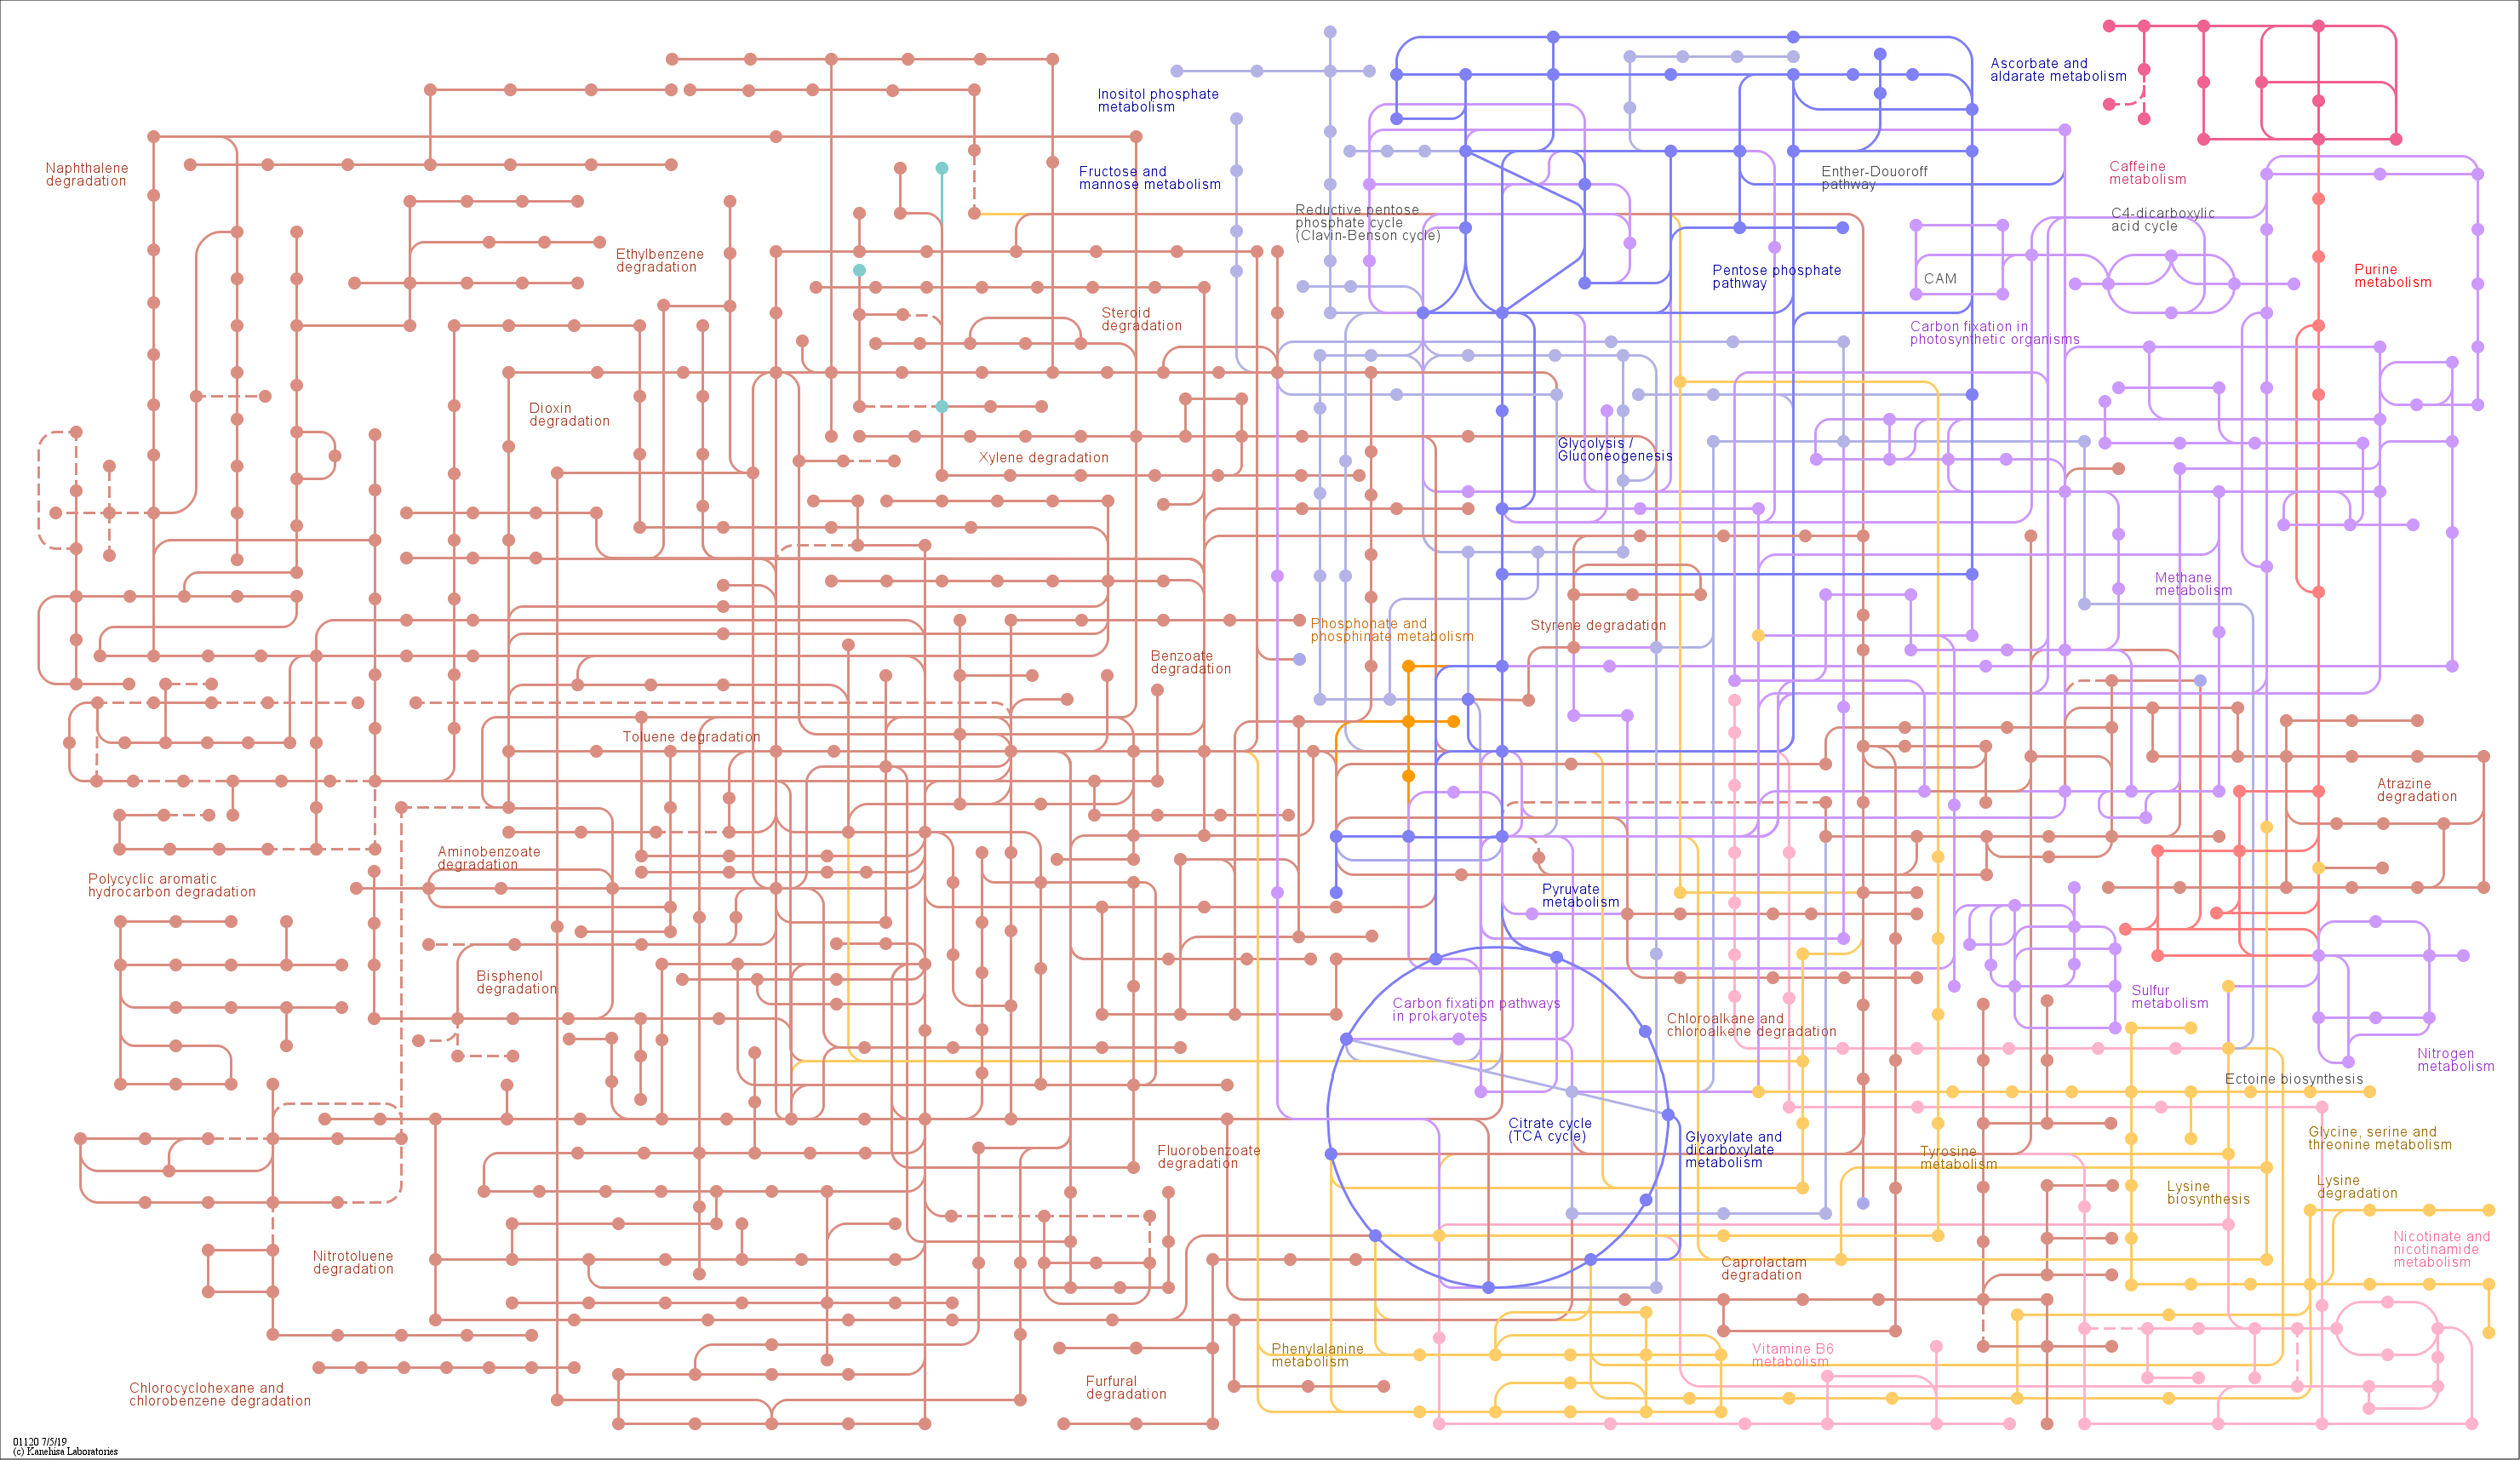 Ascorbate and
aldarate metabolism
Inositol phosphate
metabolism
Naphthalene
degradation
Fructose and
mannose metabolism
Enther-Douoroff
pathway
Caffeine
metabolism
Reductive pentose
phosphate cycle
(Clavin-Benson cycle)
C4-dicarboxylic
acid cycle
Ethylbenzene
degradation
Pentose phosphate
pathway
CAM
Purine
metabolism
Steroid
degradation
Carbon fixation in
photosynthetic organisms
Dioxin
degradation
Xylene degradation
Glycolysis /
Gluconeogenesis
Methane
metabolism
Phosphonate and
phosphinate metabolism
Styrene degradation
Benzoate
degradation
Toluene degradation
Atrazine
degradation
Aminobenzoate
degradation
Polycyclic aromatic
hydrocarbon degradation
Pyruvate
metabolism
Bisphenol
degradation
Carbon fixation pathways
in prokaryotes
Chloroalkane and
chloroalkene degradation
Sulfur
metabolism
Nitrogen
metabolism
Ectoine biosynthesis
Citrate cycle
(TCA cycle)
Glyoxylate and
dicarboxylate
metabolism
Glycine, serine and
threonine metabolism
Fluorobenzoate
degradation
Tyrosine
metabolism
Lysine
biosynthesis
Lysine
degradation
Nitrotoluene
degradation
Caprolactam
degradation
Nicotinate and
nicotinamide
metabolism
Phenylalanine
metabolism
Vitamine B6
metabolism
Chlorocyclohexane and
chlorobenzene degradation
Furfural
degradation
01120 7/5/19
(c) Kanehisa Laboratories